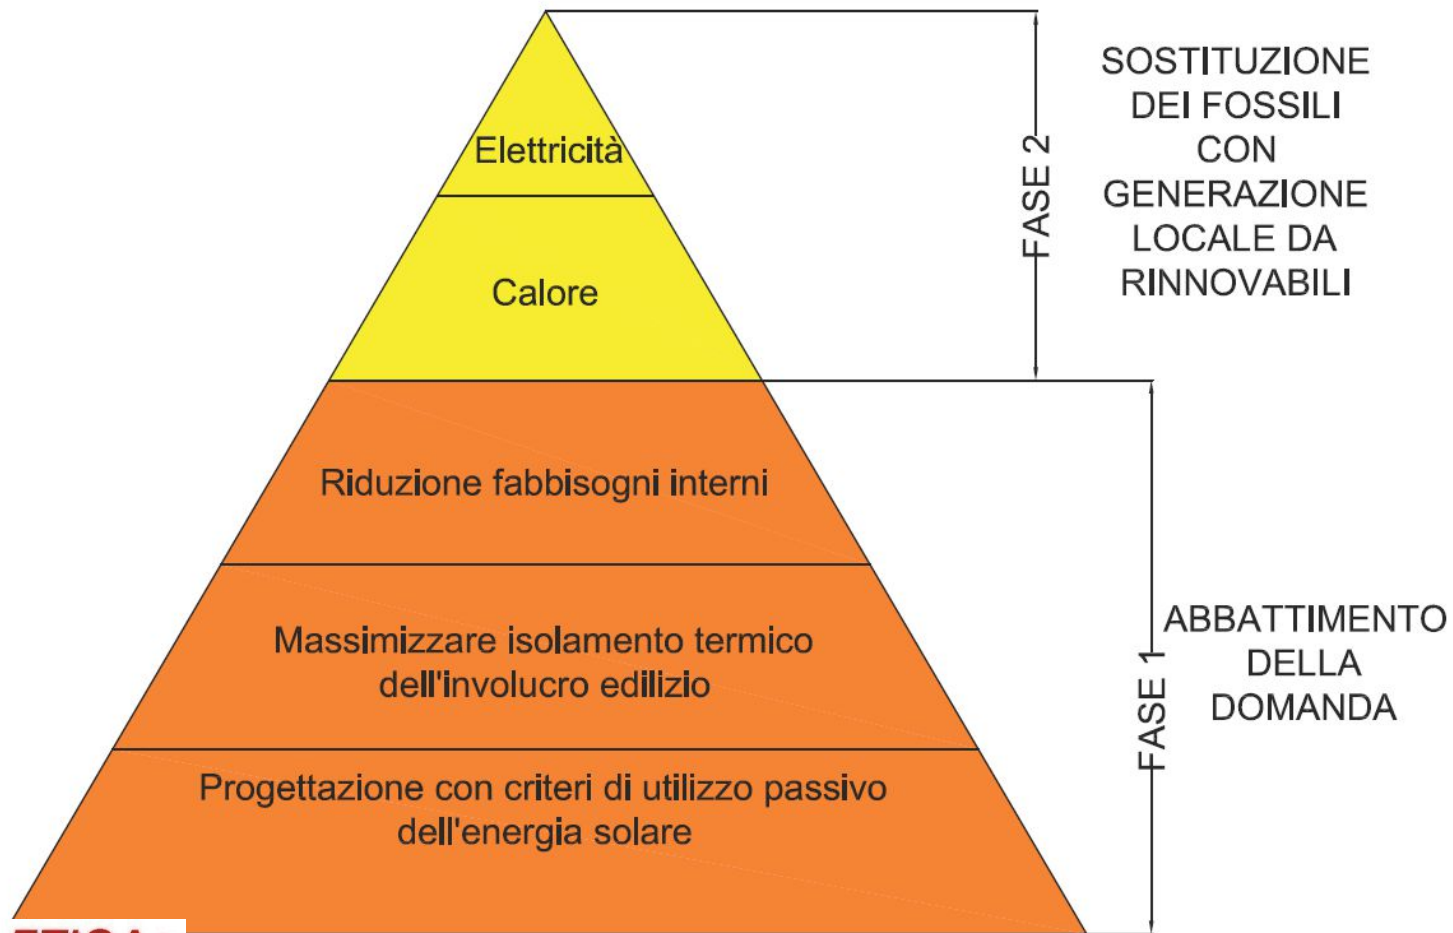 Elettricità
Calore
Riduzione fabbisogni interni
Massimizzare isolamento termico
dell'involucro edilizio
Progettazione con criteri di utilizzo passivo
dell'energia solare
FASE 2
SOSTITUZIONE
DEI FOSSILI
CON
GENERAZIONE
LOCALE DA
RINNOVABILI
FASE 1
ABBATTIMENTO
DELLA
DOMANDA